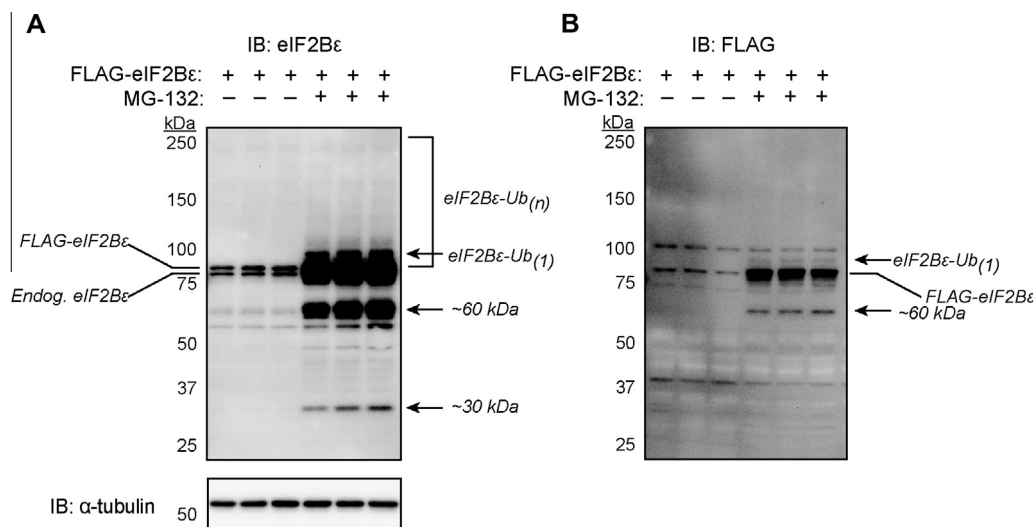 A
IB: eIF2Bε
FLAG-eIF2Bε: + + + + + +
MG-132: – – – + + +
kDa
250
150
100
75
50
37
25
FLAG-eIF2Bε
Endog. eIF2Bε
eIF2Bε-Ub(n)
eIF2Bε-Ub(1)
~60 kDa
~30 kDa
IB: α-tubulin
50
B
IB: FLAG
FLAG-eIF2Bε: + + + + + +
MG-132: – – – + + +
kDa
250
150
100
75
50
37
25
eIF2Bε-Ub(1)
FLAG-eIF2Bε
~60 kDa